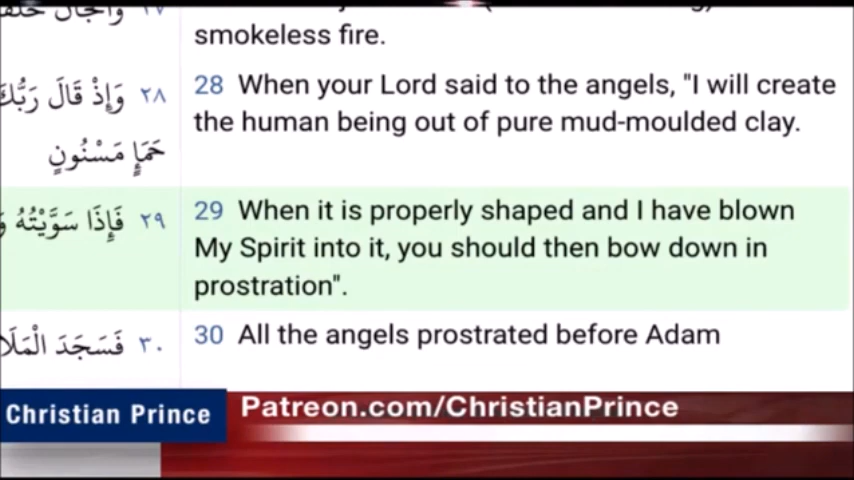 وَالْجَانَّ خَلَقْ ٢٧
smokeless fire.
وَإِذْ قَالَ رَبُّكَ ٢٨
28 When your Lord said to the angels, "I will create
the human being out of pure mud-moulded clay.
حَمَإٍ مَسْنُونٍ
فَإِذَا سَوَّيْتُهُ وَ ٢٩
29 When it is properly shaped and I have blown
My Spirit into it, you should then bow down in
prostration".
فَسَجَدَ الْمَلَا ٣٠
30 All the angels prostrated before Adam
Christian Prince
Patreon.com/ChristianPrince